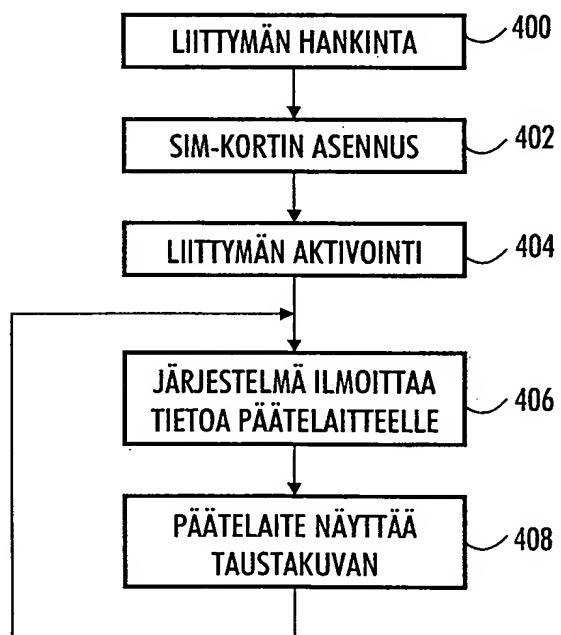 LIITTYMÄN HANKINTA 400
SIM-KORTIN ASENNUS 402
LIITTYMÄN AKTIVOINTI 404
JÄRJESTELMÄ ILMOITTAA
TIETOA PÄÄTELAITTEELLE 406
PÄÄTELAITE NÄYTTÄÄ
TAUSTAKUVAN 408